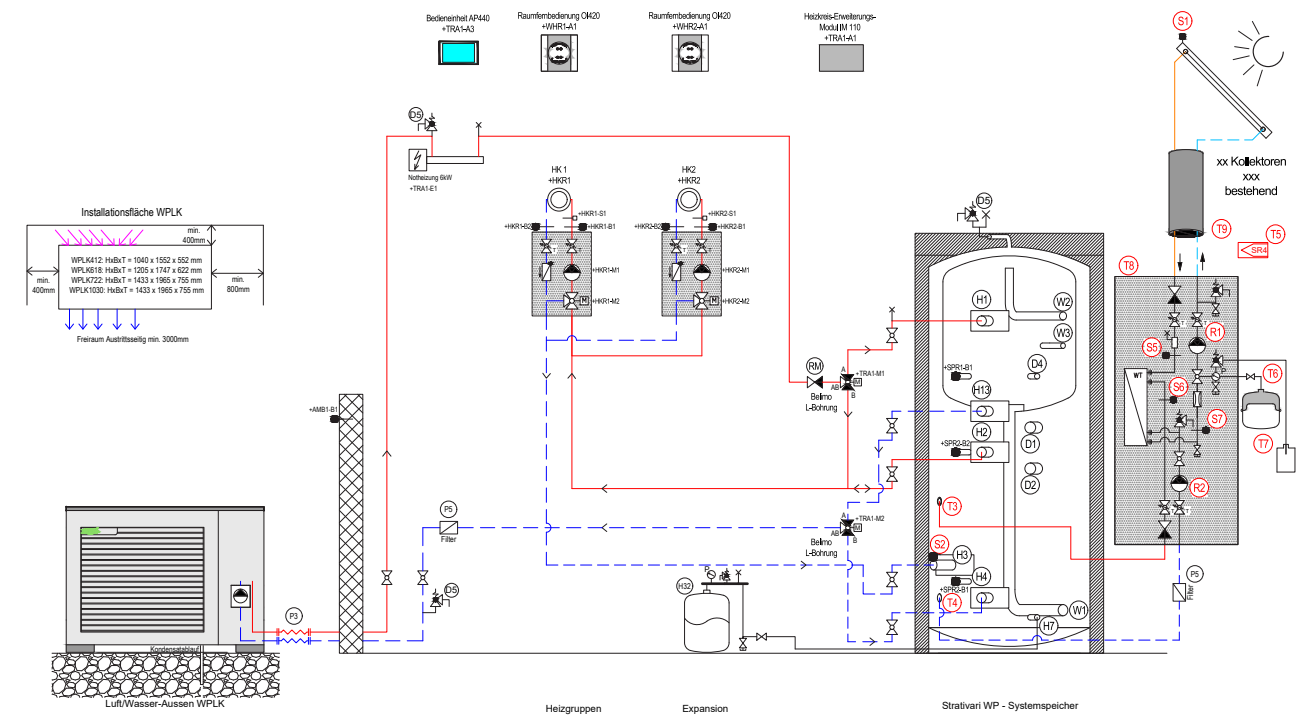 Bedieneinheit AP440
+TRA1-A3
Raumfernbedienung OI420
+WHR1-A1
Raumfernbedienung OI420
+WHR2-A1
Heizkreis-Erweiterungs-
Modul IM 110
+TRA1-A1
S1
D5
Notheizung 6kW
+TRA1-E1
HK 1
+HKR1
HK2
+HKR2
+HKR1-S1
+HKR1-B2
+HKR1-B1
+HKR1-M1
M
+HKR1-M2
+HKR2-S1
+HKR2-B2
+HKR2-B1
+HKR2-M1
M
+HKR2-M2
xx Kollektoren
xxx
bestehend
T9
T5
SR4
T8
Installationsfläche WPLK
min.
400mm
WPLK412: HxBxT = 1040 x 1552 x 552 mm
WPLK618: HxBxT = 1205 x 1747 x 622 mm
WPLK722: HxBxT = 1433 x 1965 x 755 mm
WPLK1030: HxBxT = 1433 x 1965 x 755 mm
min.
400mm
min.
800mm
Freiraum Austrittsseitig min. 3000mm
D5
H1
W2
W3
D4
+SPR1-B1
H13
H2
+SPR2-B2
D1
D2
T3
S2
H3
H4
+SPR2-B1
T4
W1
H7
RM
A
AB
B
M
+TRA1-M1
Belimo
L-Bohrung
A
AB
B
M
+TRA1-M2
Belimo
L-Bohrung
R1
S5
WT
S6
S7
T6
T7
R2
P5
Filter
+AMB1-B1
P5
Filter
D5
P3
H32
P
Kondensatablauf
Luft/Wasser-Aussen WPLK
Heizgruppen
Expansion
Strativari WP - Systemspeicher